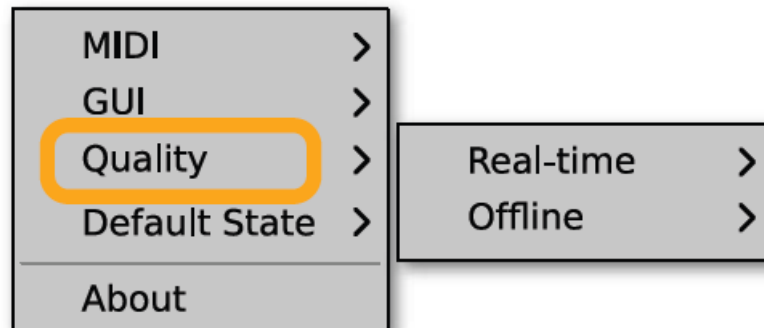 MIDI
GUI
Quality
Default State
About
Real-time
Offline